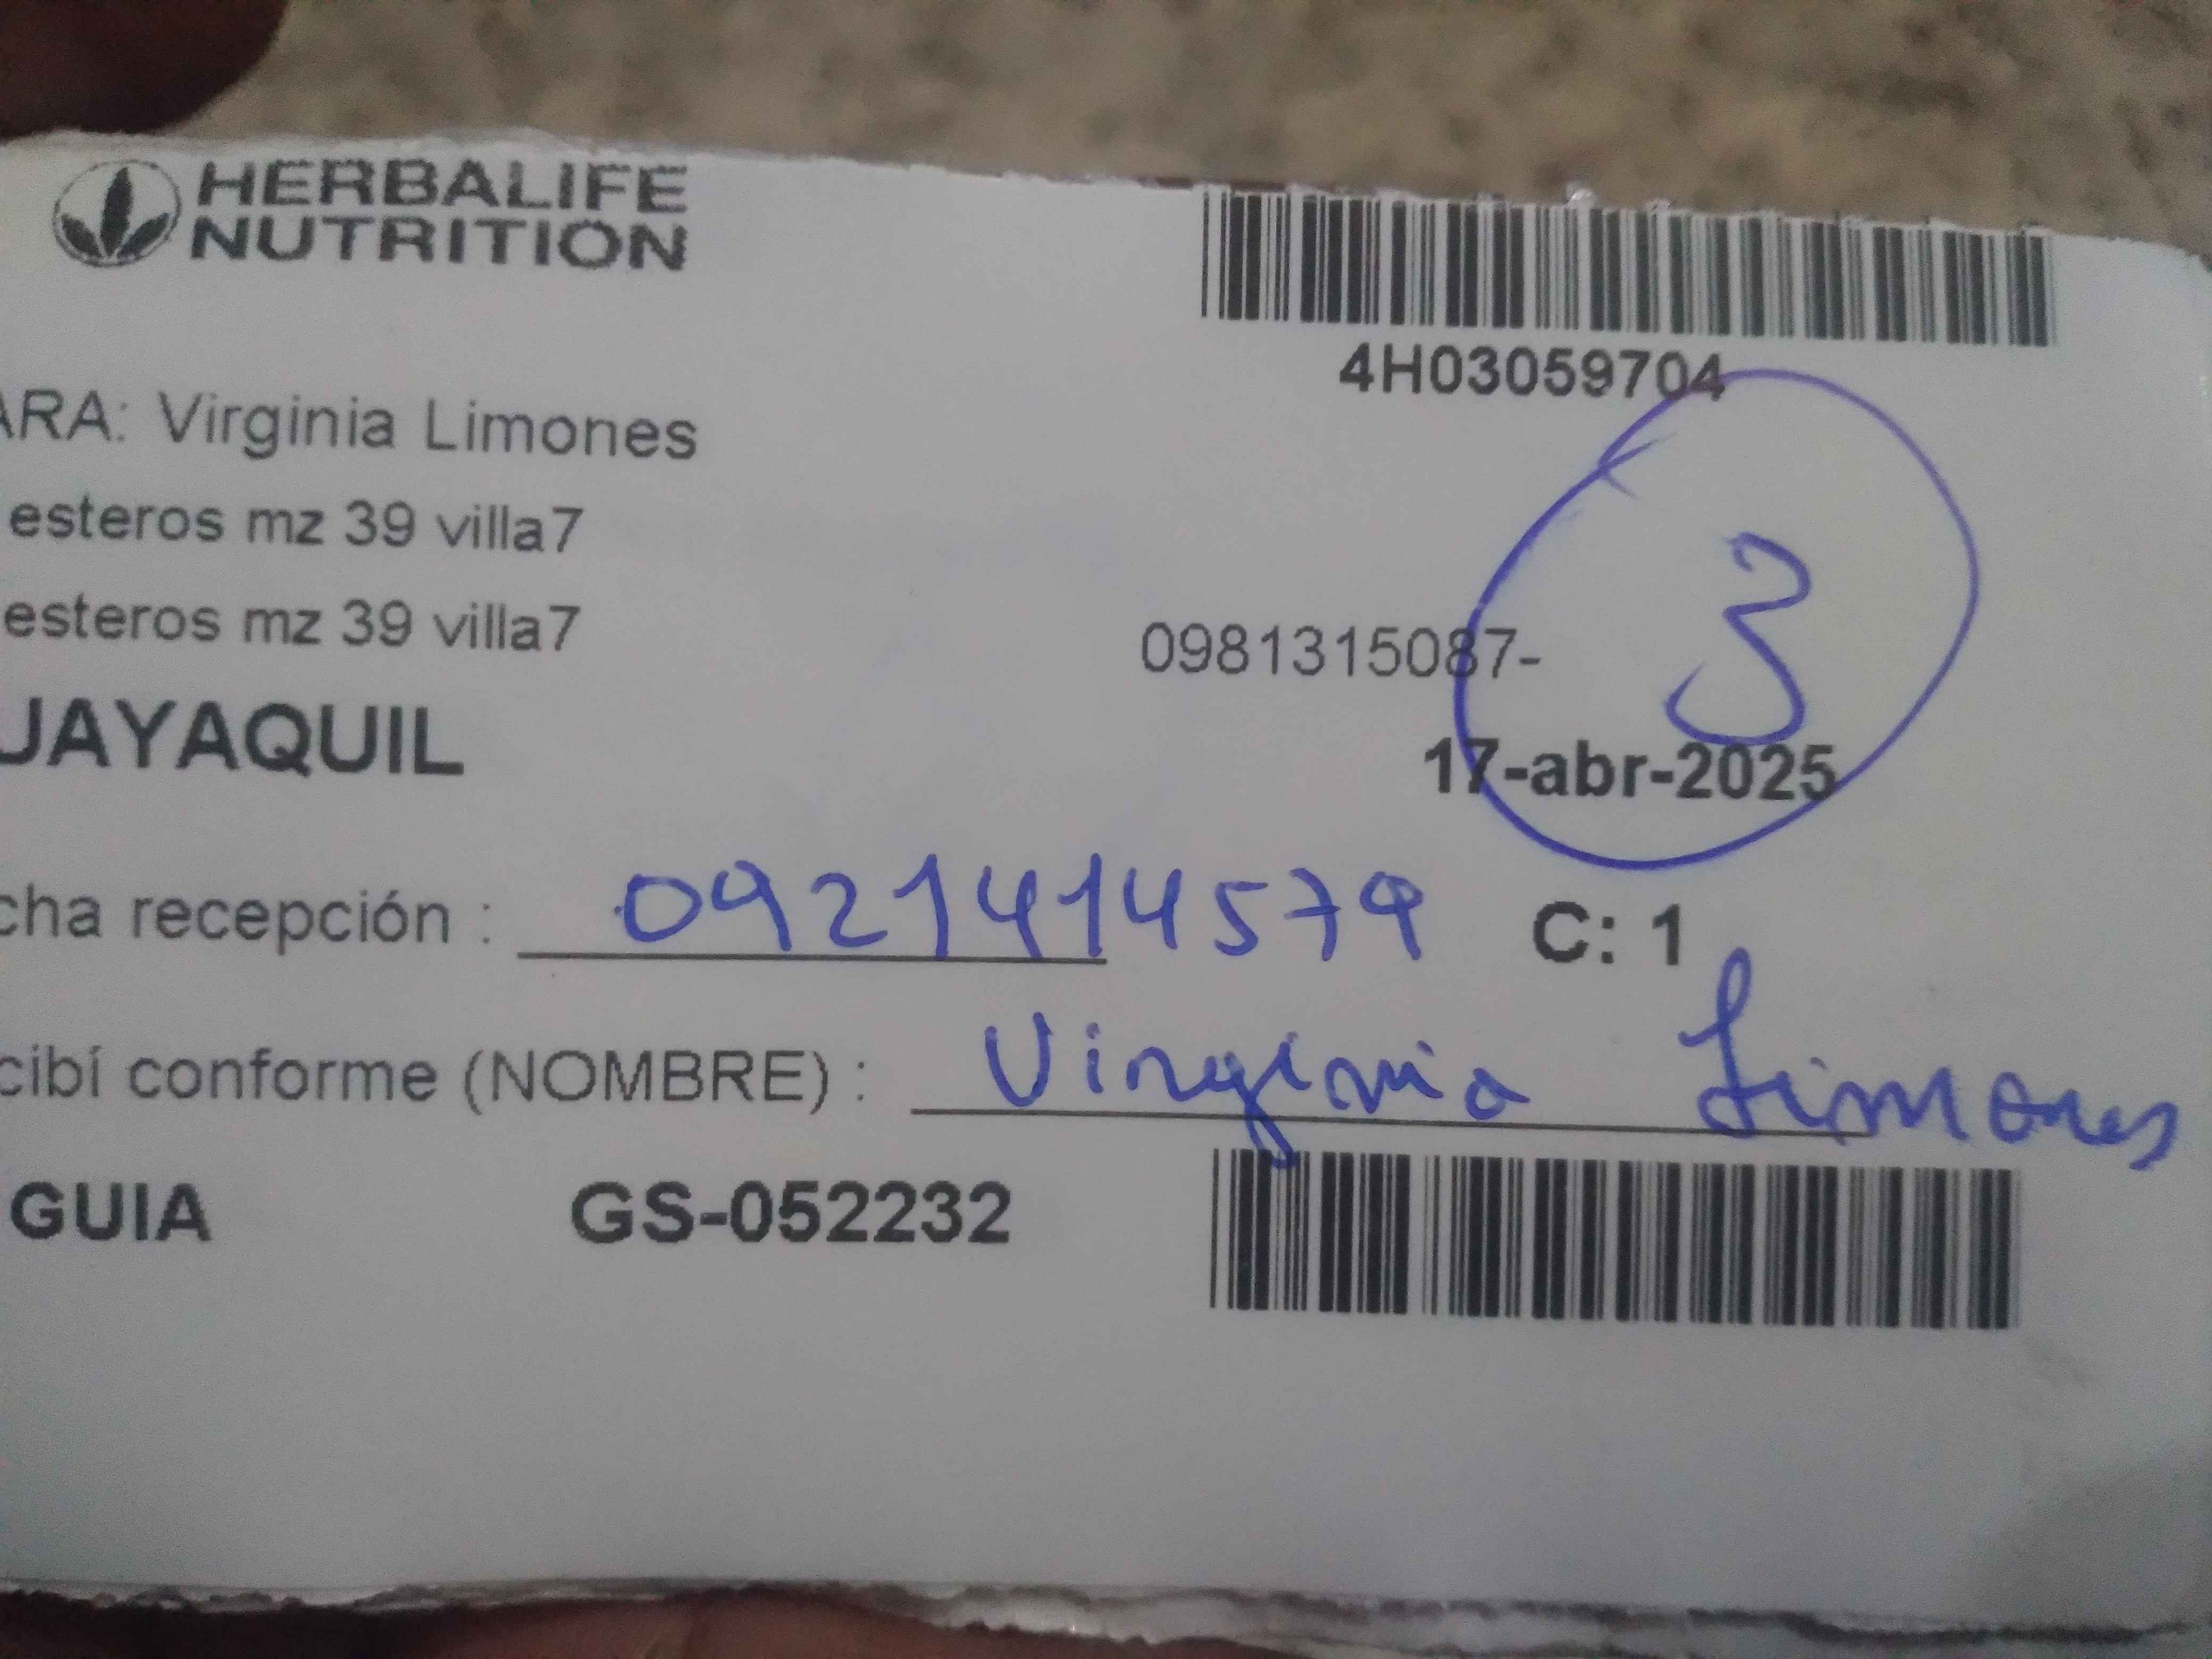 HERBALIFE
NUTRITION
4H03059704
ARA: Virginia Limones
esteros mz 39 villa7
3
esteros mz 39 villa7
0981315087-
UAYAQUIL
17-abr-2025
cha recepción : 0921414579 C: 1
cibí conforme (NOMBRE) : Virginia Limones
GUIA GS-052232